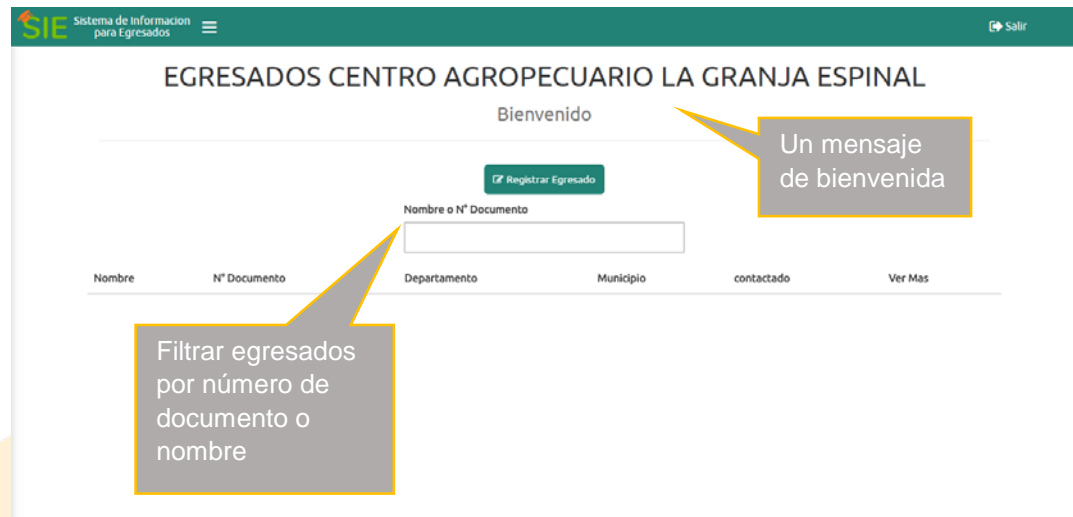 SIE Sistema de Informacion
para Egresados
Salir
EGRESADOS CENTRO AGROPECUARIO LA GRANJA ESPINAL
Bienvenido
Un mensaje
de bienvenida
Registrar Egresado
Nombre o N° Documento
Nombre N° Documento Departamento Municipio contactado Ver Mas
Filtrar egresados
por número de
documento o
nombre